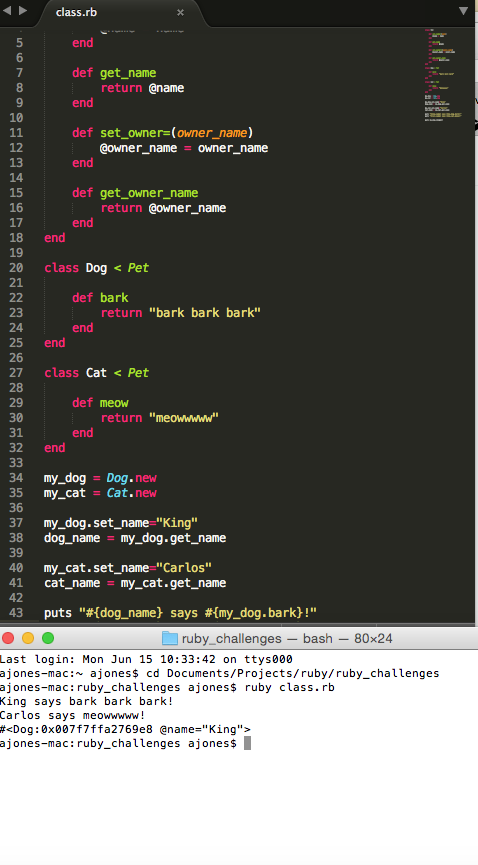 class.rb ×
5 end
6
7 def get_name
8 return @name
9 end
10
11 def set_owner=(owner_name)
12 @owner_name = owner_name
13 end
14
15 def get_owner_name
16 return @owner_name
17 end
18 end
19
20 class Dog < Pet
21
22 def bark
23 return "bark bark bark"
24 end
25 end
26
27 class Cat < Pet
28
29 def meow
30 return "meowwwww"
31 end
32 end
33
34 my_dog = Dog.new
35 my_cat = Cat.new
36
37 my_dog.set_name="King"
38 dog_name = my_dog.get_name
39
40 my_cat.set_name="Carlos"
41 cat_name = my_cat.get_name
42
43 puts "#{dog_name} says #{my_dog.bark}!"
ruby_challenges — bash — 80×24
Last login: Mon Jun 15 10:33:42 on ttys000
ajones-mac:~ ajones$ cd Documents/Projects/ruby/ruby_challenges
ajones-mac:ruby_challenges ajones$ ruby class.rb
King says bark bark bark!
Carlos says meowwwww!
#<Dog:0x007f7ffa2769e8 @name="King">
ajones-mac:ruby_challenges ajones$